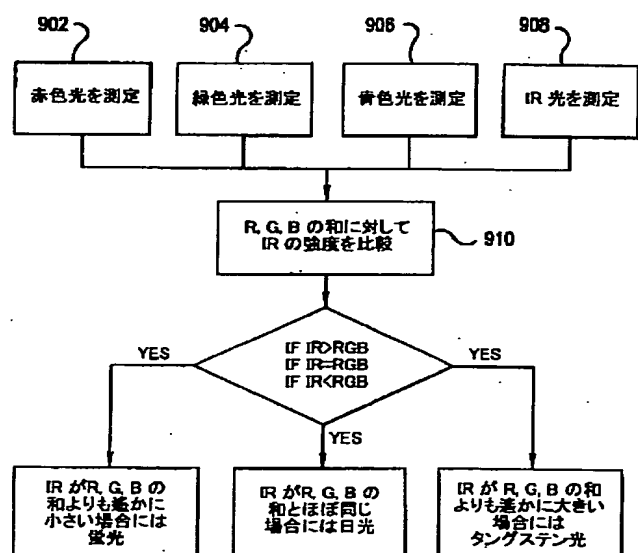 902
904
906
908
赤色光を測定
緑色光を測定
青色光を測定
IR 光を測定
R, G, B の和に対して
IR の強度を比較
910
IF IR>RGB
IF IR=RGB
IF IR<RGB
YES
YES
YES
IR がR, G, B の
和よりも遙かに
小さい場合には
蛍光
IR がR, G, B の
和とほぼ同じ
場合には日光
IR が R, G, B の和
よりも遙かに大きい
場合には
タングステン光